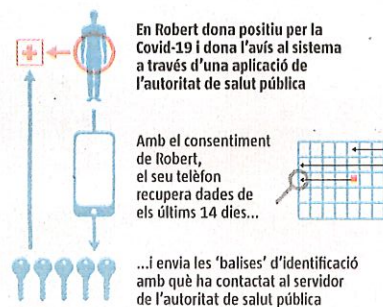 En Robert dona positiu per la
Covid-19 i dona l'avís al sistema
a través d'una aplicació de
l'autoritat de salut pública
Amb el consentiment
de Robert,
el seu telèfon
recupera dades de
els últims 14 dies...
...i envia les 'balises' d'identificació
amb què ha contactat al servidor
de l'autoritat de salut pública